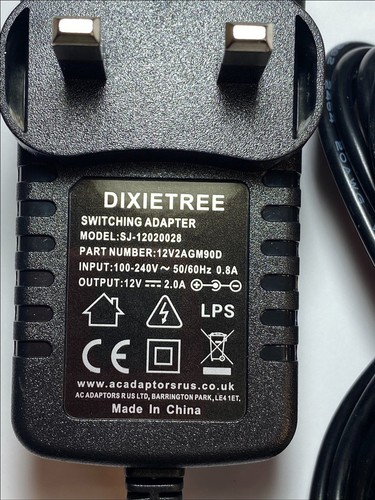 DIXIETREE
SWITCHING ADAPTER
MODEL:SJ-12020028
PART NUMBER:12V2AGM90D
INPUT:100-240V ~ 50/60Hz 0.8A
OUTPUT:12V ⎓ 2.0A
LPS
CE
www.acadaptorsrus.co.uk
AC ADAPTORS R US LTD, BARRINGTON PARK, LE4 1ET.
Made In China